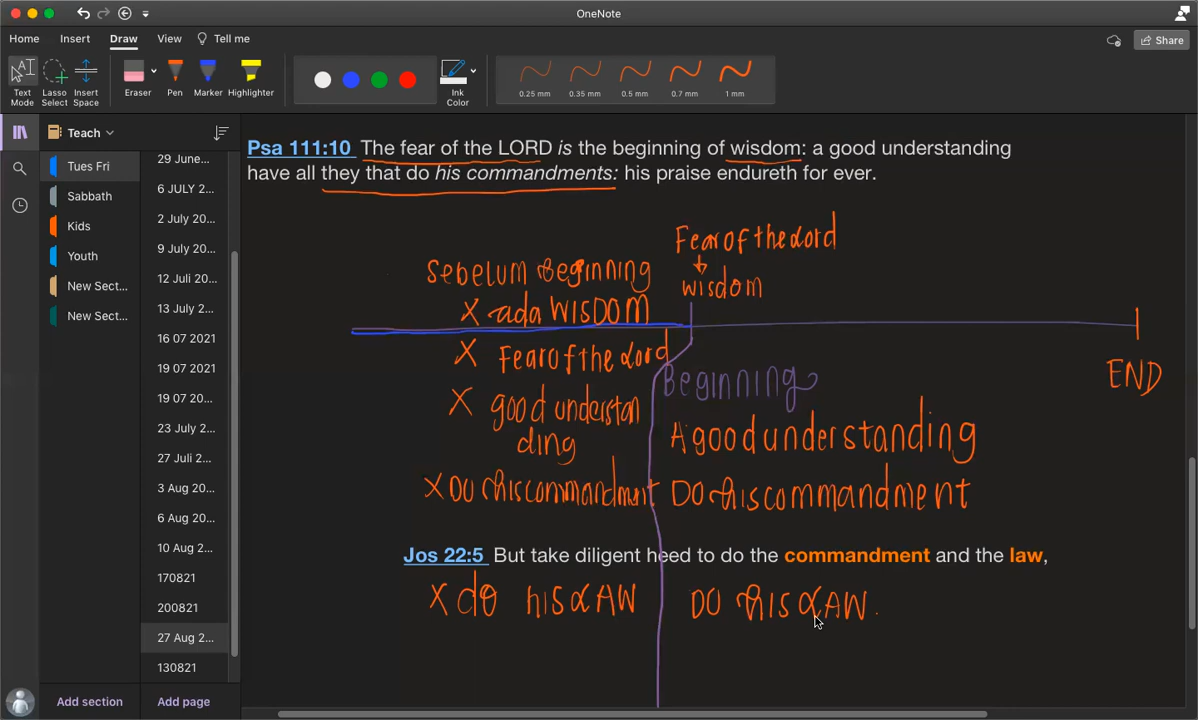 OneNote
Home Insert Draw View Tell me
Share
Text Mode
Lasso Select
Insert Space
Eraser
Pen
Marker
Highlighter
Ink Color
0.25 mm 0.35 mm 0.5 mm 0.7 mm 1 mm
Teach
Tues Fri
Sabbath
Kids
Youth
New Sect...
New Sect...
29 June...
6 JULY 2...
2 July 20...
9 July 20...
12 Juli 20...
13 July 2...
16 07 2021
19 07 2021
19 07 202...
23 July 2...
27 Juli 2...
3 Aug 20...
6 Aug 20...
10 Aug 2...
170821
200821
27 Aug 2...
130821
Add section
Add page
Psa 111:10 The fear of the LORD is the beginning of wisdom: a good understanding
have all they that do his commandments: his praise endureth for ever.
Fear of the Lord
wisdom
Sebelum Beginning
X ada WISDOM
X Fear of the Lord
X good understan
ding
X DO his commandment
Beginning
A good understanding
DO his commandment
END
Jos 22:5 But take diligent heed to do the commandment and the law,
X do his LAW
DO his LAW.